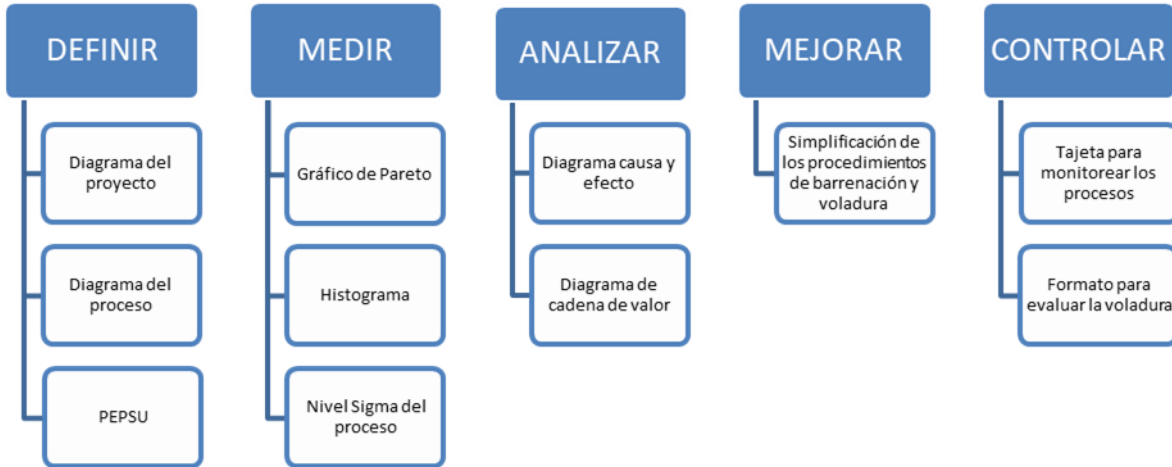 DEFINIR
Diagrama del
proyecto
Diagrama del
proceso
PEPSU
MEDIR
Gráfico de Pareto
Histograma
Nivel Sigma del
proceso
ANALIZAR
Diagrama causa y
efecto
Diagrama de
cadena de valor
MEJORAR
Simplificación de
los procedimientos
de barrenación y
voladura
CONTROLAR
Tajeta para
monitorear los
procesos
Formato para
evaluar la voladura